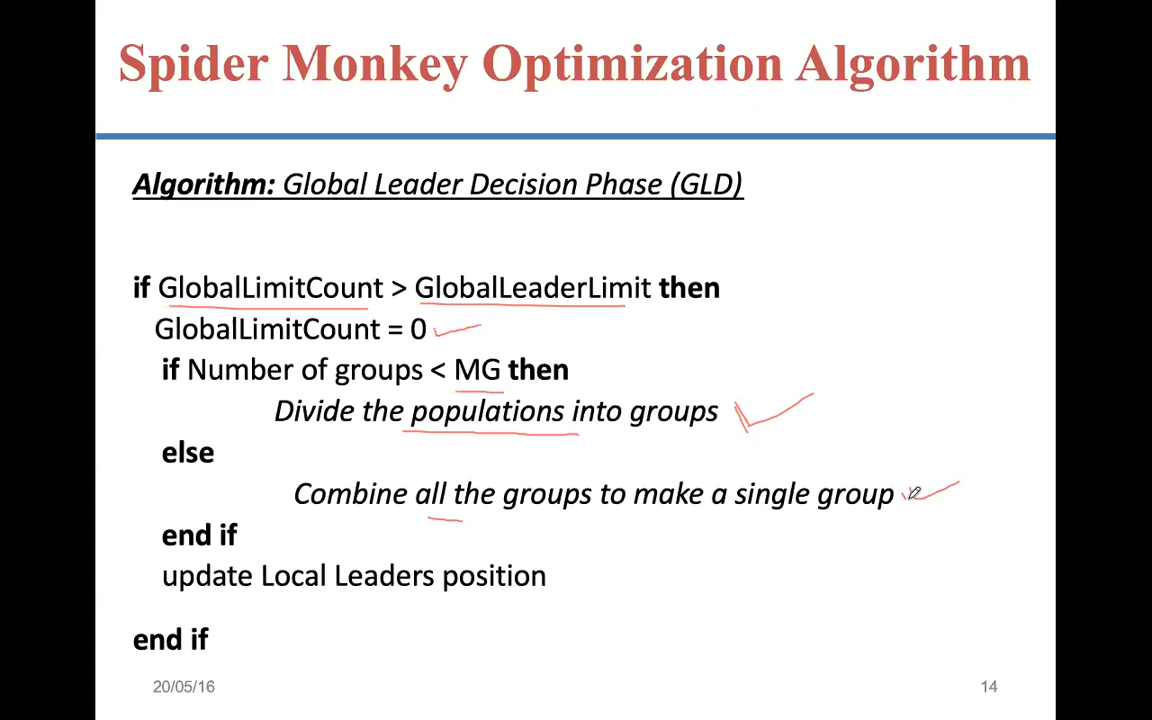 Spider Monkey Optimization Algorithm
Algorithm: Global Leader Decision Phase (GLD)
if GlobalLimitCount > GlobalLeaderLimit then
GlobalLimitCount = 0
if Number of groups < MG then
Divide the populations into groups
else
Combine all the groups to make a single group
end if
update Local Leaders position
end if
20/05/16
14